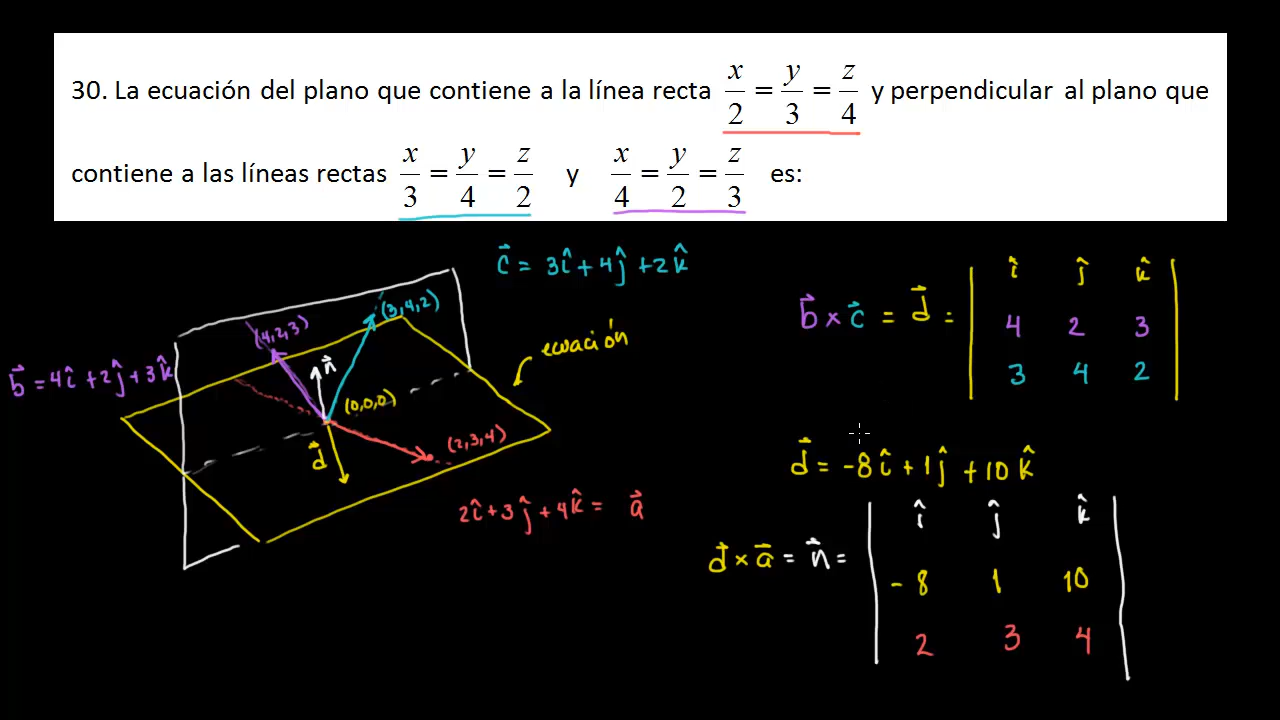 30. La ecuación del plano que contiene a la línea recta x/2 = y/3 = z/4 y perpendicular al plano que
contiene a las líneas rectas x/3 = y/4 = z/2 y x/4 = y/2 = z/3 es:
c⃗ = 3î + 4ĵ + 2k̂
(4,2,3)
(3,4,2)
ecuación
b⃗ = 4î + 2ĵ + 3k̂
n⃗
(0,0,0)
d⃗
(2,3,4)
2î + 3ĵ + 4k̂ = a⃗
b⃗ × c⃗ = d⃗ =
î ĵ k̂
4 2 3
3 4 2
d⃗ = -8î + 1ĵ + 10k̂
d⃗ × a⃗ = n⃗ =
î ĵ k̂
-8 1 10
2 3 4